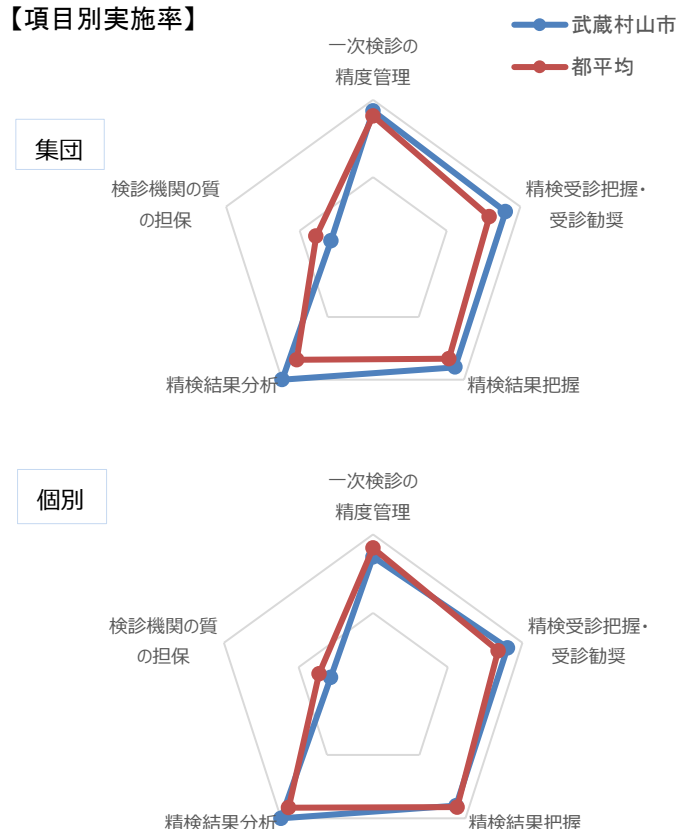 【項目別実施率】
武蔵村山市
都平均
集団
一次検診の
精度管理
精検受診把握・
受診勧奨
精検結果把握
精検結果分析
検診機関の質
の担保
個別
一次検診の
精度管理
精検受診把握・
受診勧奨
精検結果把握
精検結果分析
検診機関の質
の担保